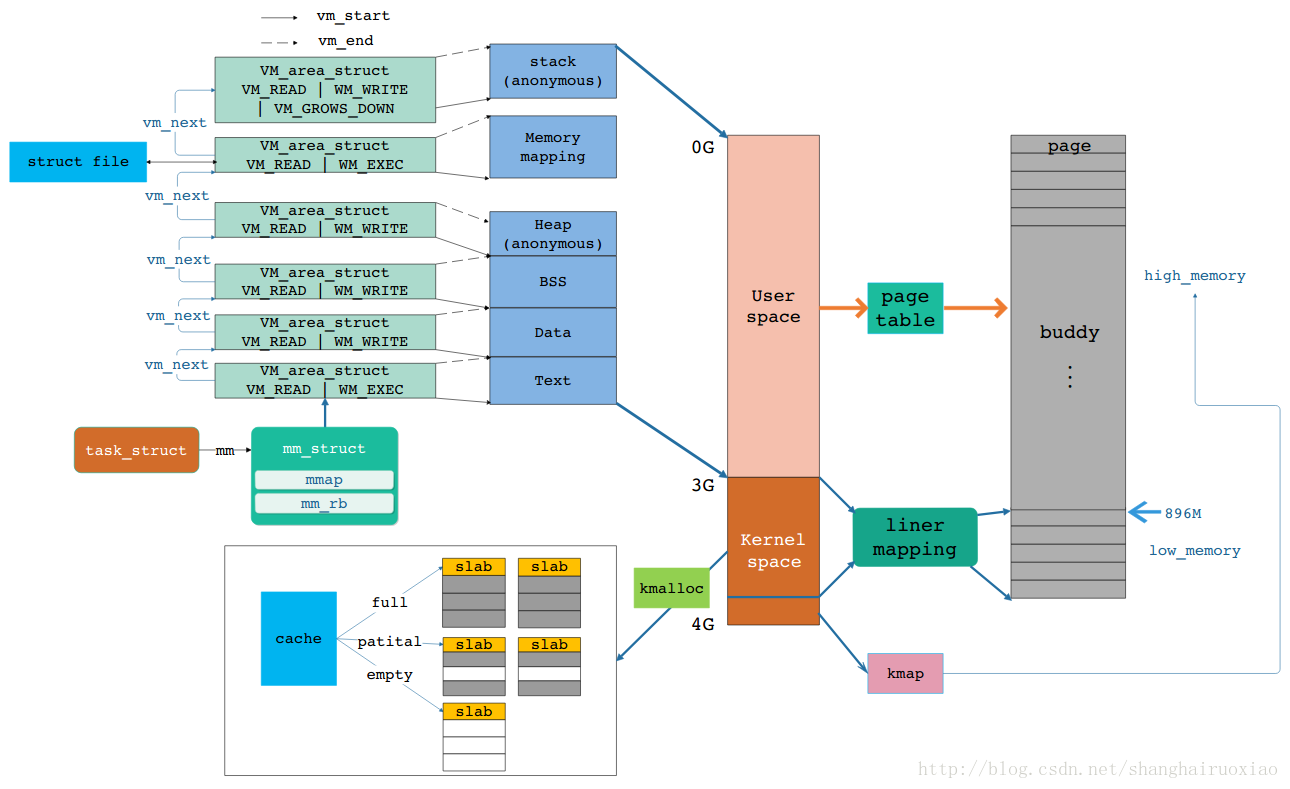 vm_start
vm_end
VM_area_struct
VM_READ | WM_WRITE
| VM_GROWS_DOWN
stack
(anonymous)
vm_next
struct file
VM_area_struct
VM_READ | WM_EXEC
Memory
mapping
0G
page
vm_next
VM_area_struct
VM_READ | WM_WRITE
Heap
(anonymous)
vm_next
VM_area_struct
VM_READ | WM_WRITE
BSS
high_memory
User
space
page
table
vm_next
VM_area_struct
VM_READ | WM_WRITE
Data
buddy
vm_next
VM_area_struct
VM_READ | WM_EXEC
Text
⋮
task_struct
mm
mm_struct
mmap
mm_rb
3G
Kernel
space
liner
mapping
896M
low_memory
kmalloc
4G
kmap
cache
full
patital
empty
slab
slab
slab
slab
slab
http://blog.csdn.net/shanghairuoxiao